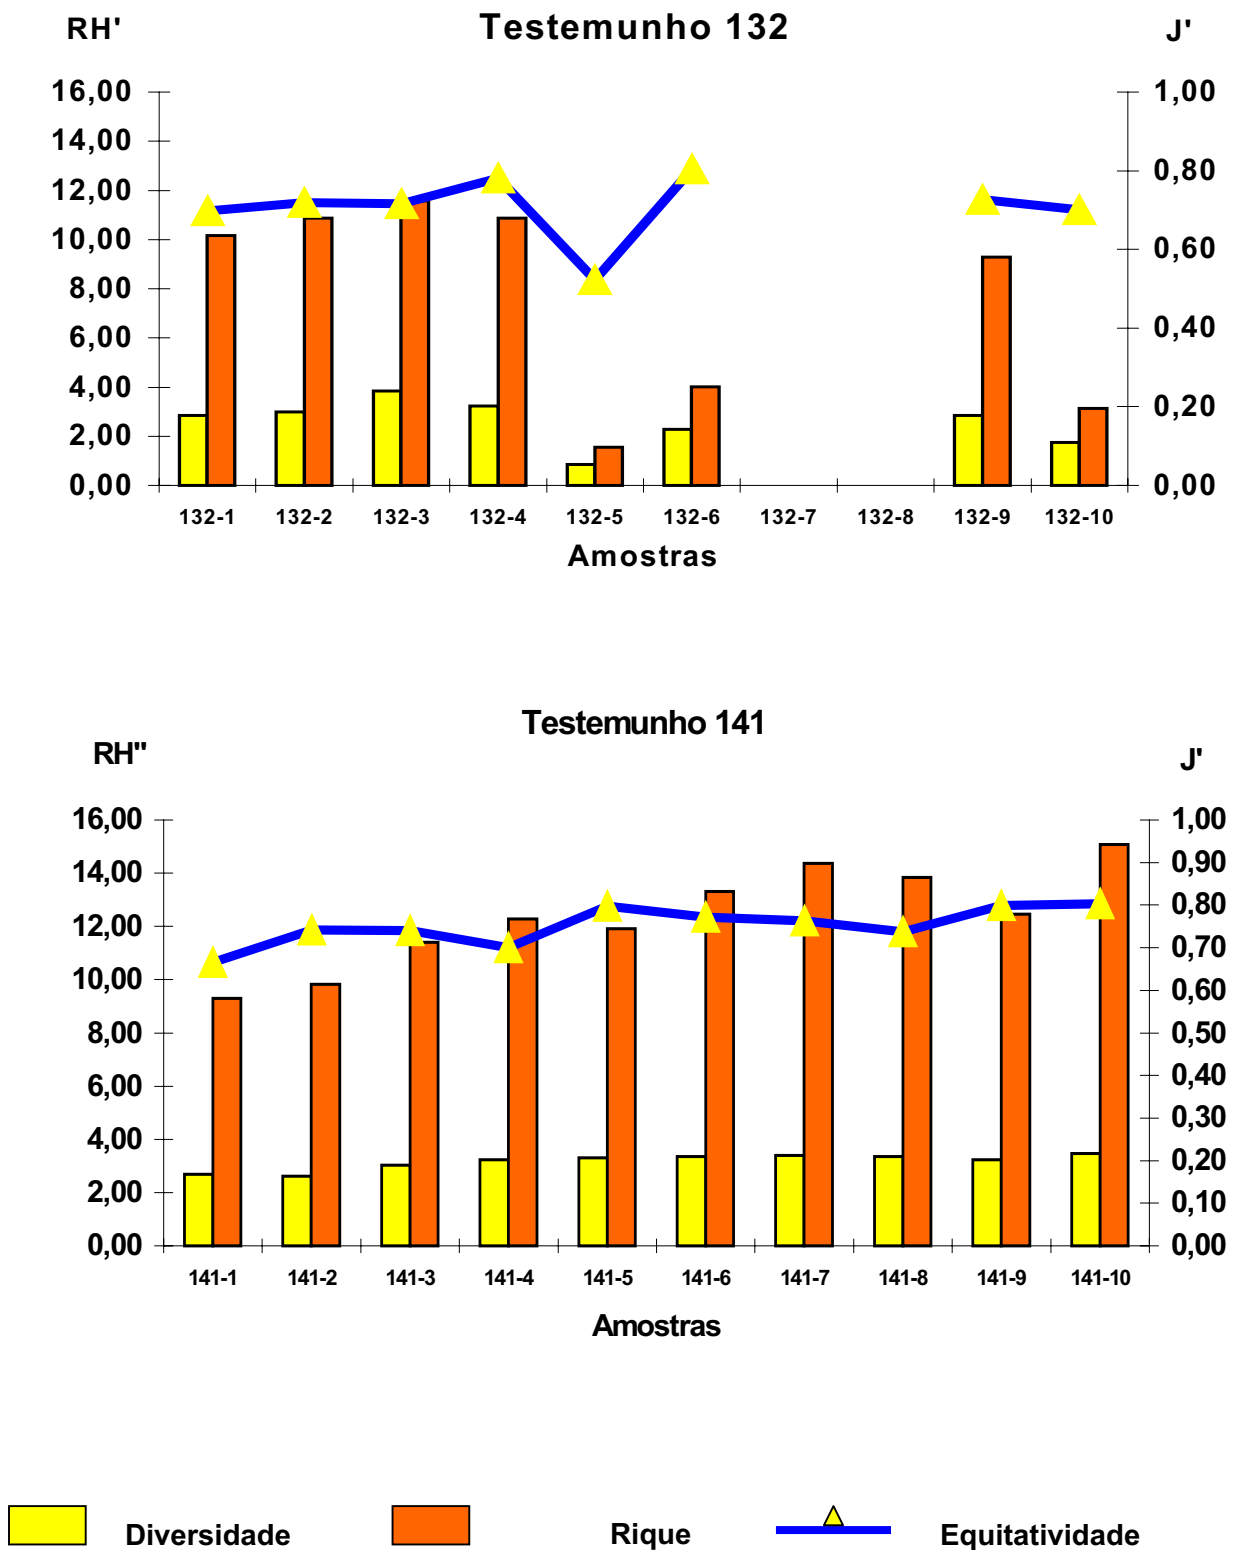 RH' Testemunho 132 J'
16,00 1,00
14,00
12,00 0,80
10,00 0,60
8,00
6,00 0,40
4,00
2,00 0,20
0,00 0,00
132-1 132-2 132-3 132-4 132-5 132-6 132-7 132-8 132-9 132-10
Amostras
Testemunho 141
RH" J'
16,00 1,00
14,00 0,90
12,00 0,80
10,00 0,70
8,00 0,60
6,00 0,50
4,00 0,40
2,00 0,30
0,00 0,20
0,10
0,00
141-1 141-2 141-3 141-4 141-5 141-6 141-7 141-8 141-9 141-10
Amostras
Diversidade Rique Equitatividade